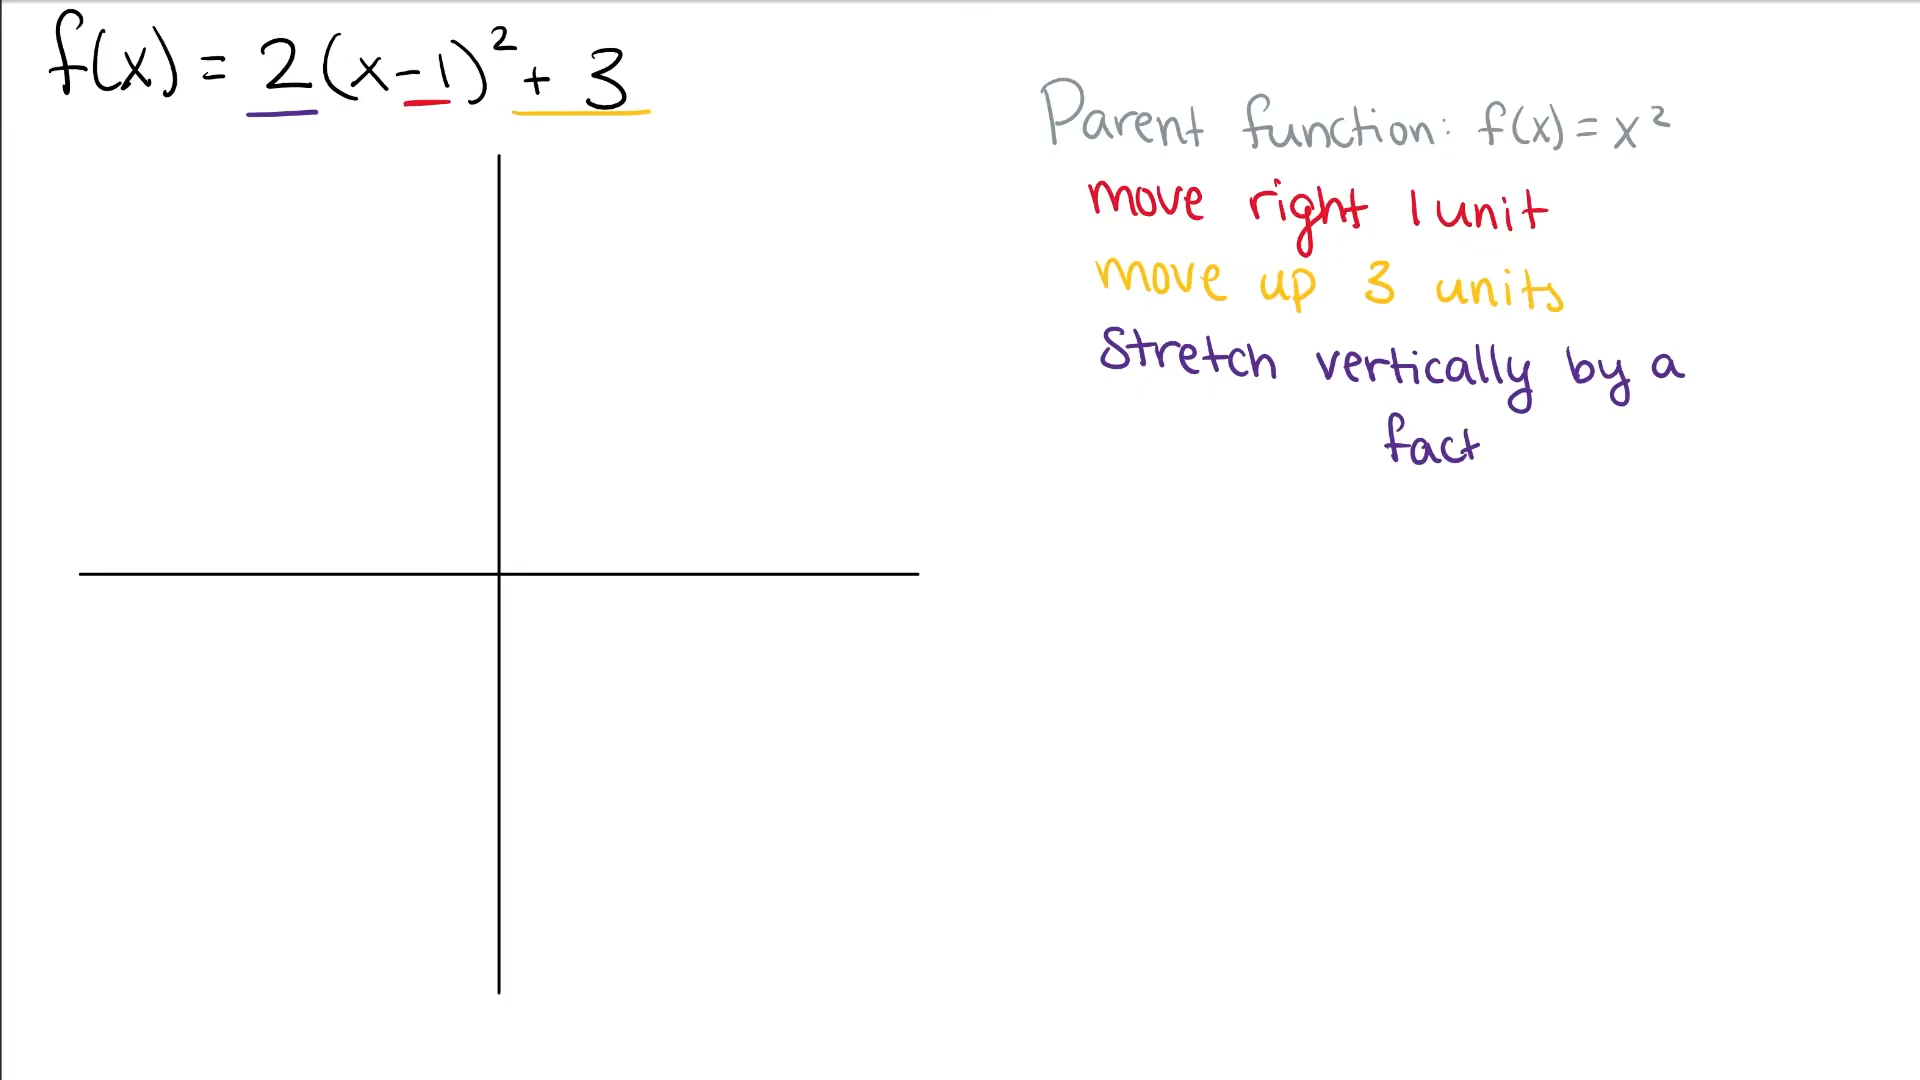 f(x) = 2(x-1)² + 3
Parent function: f(x) = x²
move right 1 unit
move up 3 units
Stretch vertically by a
fact